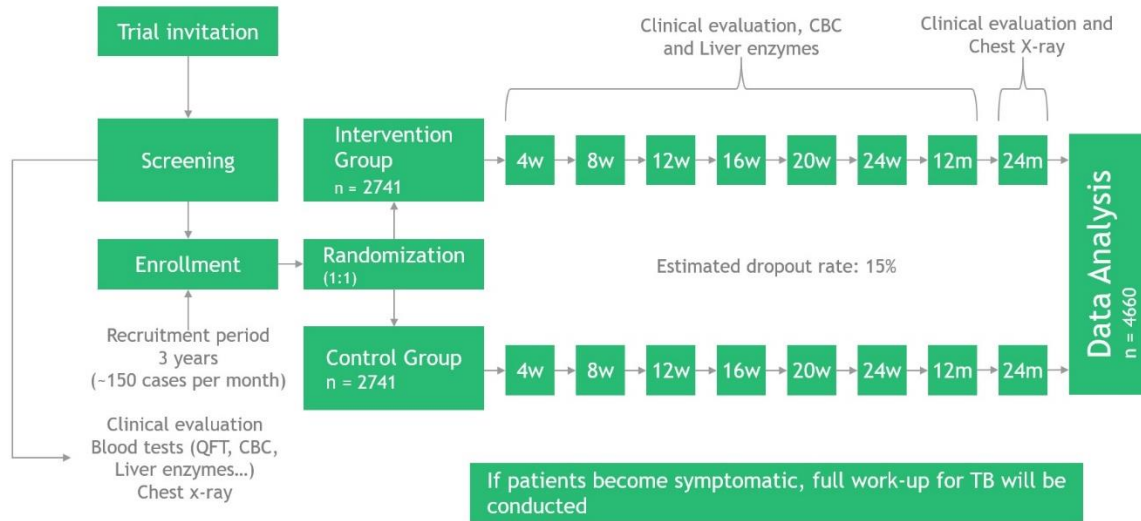 Trial invitation
Screening
Enrollment
Recruitment period
3 years
(~150 cases per month)
Clinical evaluation
Blood tests (QFT, CBC,
Liver enzymes…)
Chest x-ray
Intervention
Group
n = 2741
Randomization
(1:1)
Control Group
n = 2741
Clinical evaluation, CBC
and Liver enzymes
Clinical evaluation and
Chest X-ray
4w 8w 12w 16w 20w 24w 12m 24m
Estimated dropout rate: 15%
4w 8w 12w 16w 20w 24w 12m 24m
Data Analysis
n = 4660
If patients become symptomatic, full work-up for TB will be
conducted